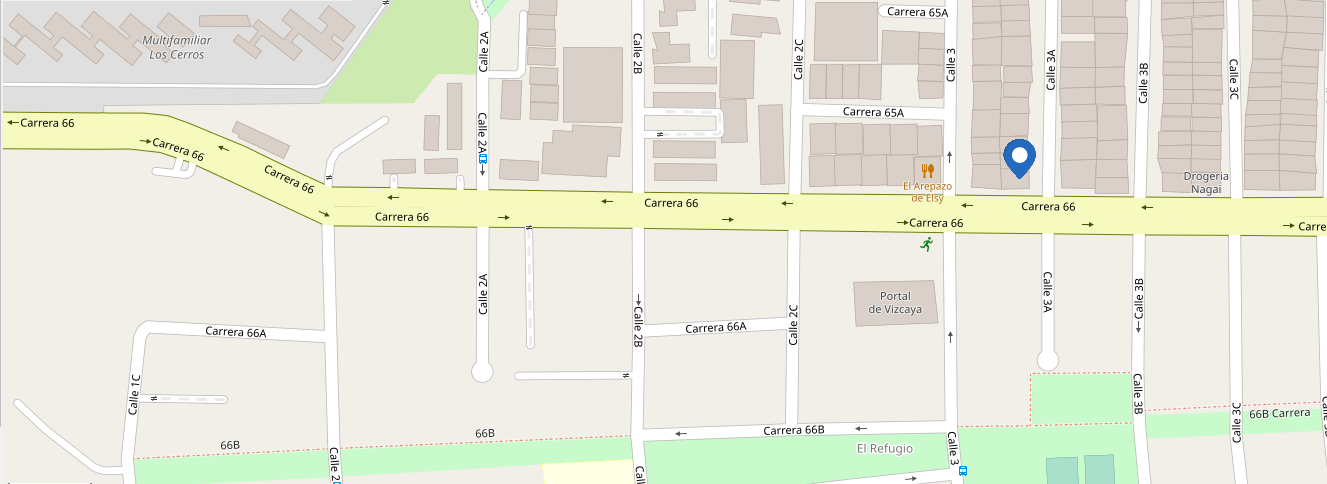 Carrera 65A
Multifamiliar
Los Cerros
Calle 2A
Calle 2B
Calle 2C
Calle 3
Calle 3A
Calle 3B
Calle 3C
Carrera 65A
Carrera 66
Calle 2A
Carrera 66
Carrera 66
El Arepazo
de Elsy
Drogeria
Nagai
Carrera 66
Carrera 66
Carrera 66
Carrera 66
Calle 2A
Calle 3A
Calle 3B
Portal
de Vizcaya
Calle 2B
Calle 2C
Carrera 66A
Carrera 66A
Calle 1C
Calle 3B
Calle 3C
66B Carrera
66B
66B
Carrera 66B
El Refugio
Calle 3